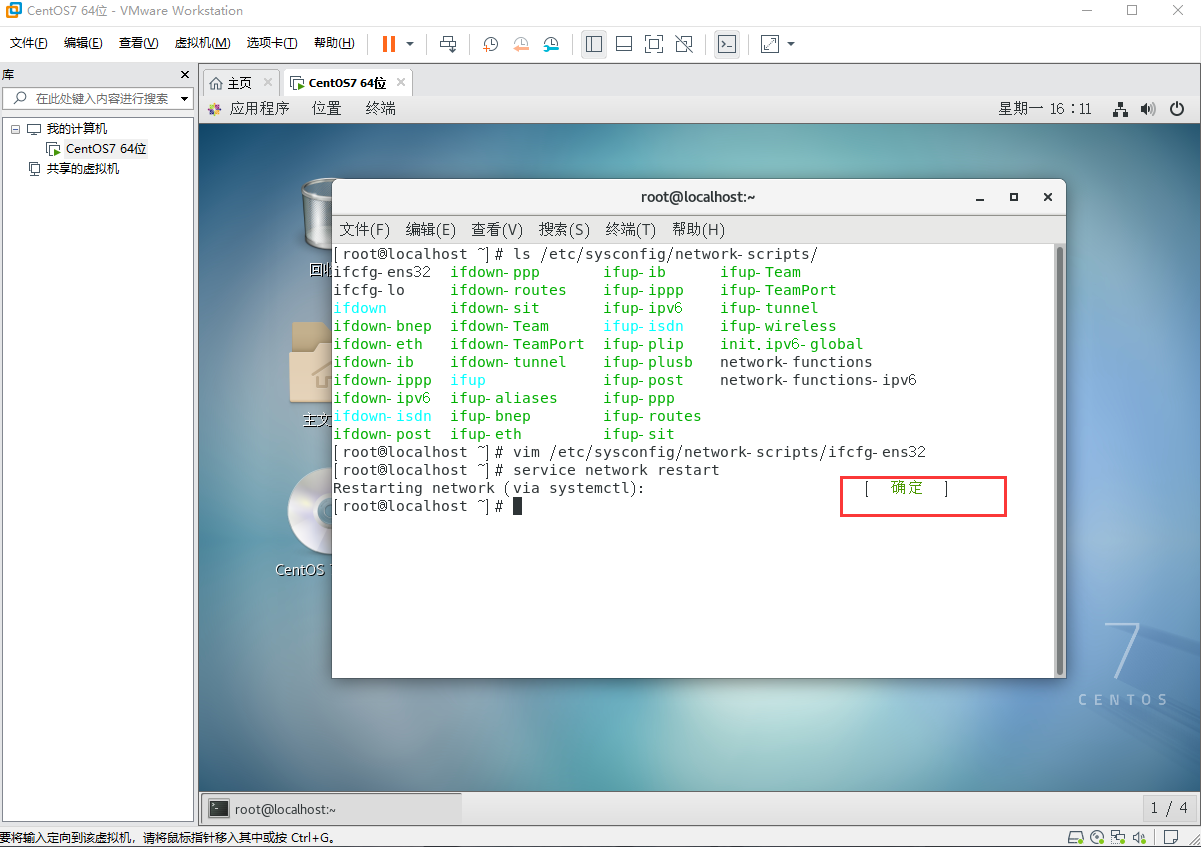 CentOS7 64位 - VMware Workstation
文件(F) 编辑(E) 查看(V) 虚拟机(M) 选项卡(T) 帮助(H)
库
在此处键入内容进行搜索
我的计算机
CentOS7 64位
共享的虚拟机
主页 CentOS7 64位
应用程序 位置 终端 星期一 16：11
回收
主文
CentOS 7
root@localhost:~
文件(F) 编辑(E) 查看(V) 搜索(S) 终端(T) 帮助(H)
[root@localhost ~]# ls /etc/sysconfig/network-scripts/
ifcfg-ens32 ifdown-ppp ifup-ib ifup-Team
ifcfg-lo ifdown-routes ifup-ippp ifup-TeamPort
ifdown ifdown-sit ifup-ipv6 ifup-tunnel
ifdown-bnep ifdown-Team ifup-isdn ifup-wireless
ifdown-eth ifdown-TeamPort ifup-plip init.ipv6-global
ifdown-ib ifdown-tunnel ifup-plusb network-functions
ifdown-ippp ifup ifup-post network-functions-ipv6
ifdown-ipv6 ifup-aliases ifup-ppp
ifdown-isdn ifup-bnep ifup-routes
ifdown-post ifup-eth ifup-sit
[root@localhost ~]# vim /etc/sysconfig/network-scripts/ifcfg-ens32
[root@localhost ~]# service network restart
Restarting network (via systemctl): [ 确定 ]
[root@localhost ~]#
7
CENTOS
root@localhost:~ 1 / 4
要将输入定向到该虚拟机，请将鼠标指针移入其中或按 Ctrl+G。